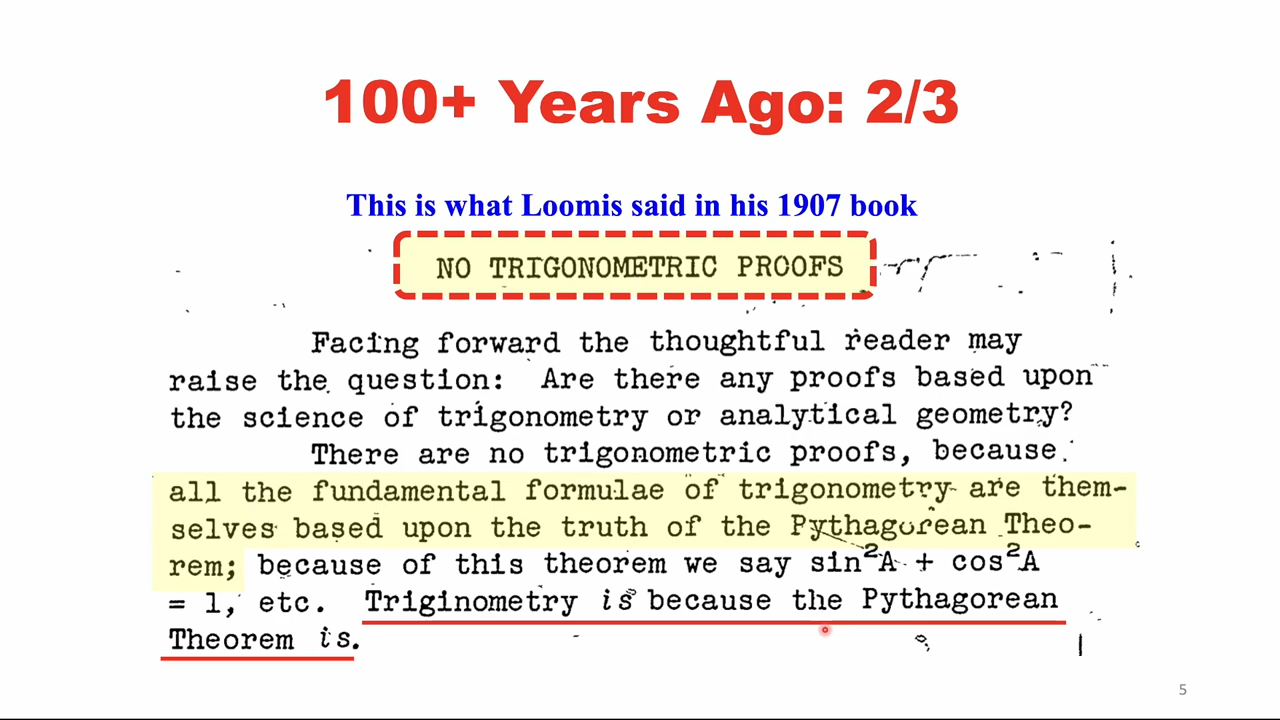 100+ Years Ago: 2/3
This is what Loomis said in his 1907 book
NO TRIGONOMETRIC PROOFS
Facing forward the thoughtful reader may
raise the question: Are there any proofs based upon
the science of trigonometry or analytical geometry?
There are no trigonometric proofs, because
all the fundamental formulae of trigonometry are them-
selves based upon the truth of the Pythagorean Theo-
rem; because of this theorem we say sin²A + cos²A
= 1, etc. Triginometry is because the Pythagorean
Theorem is.
5